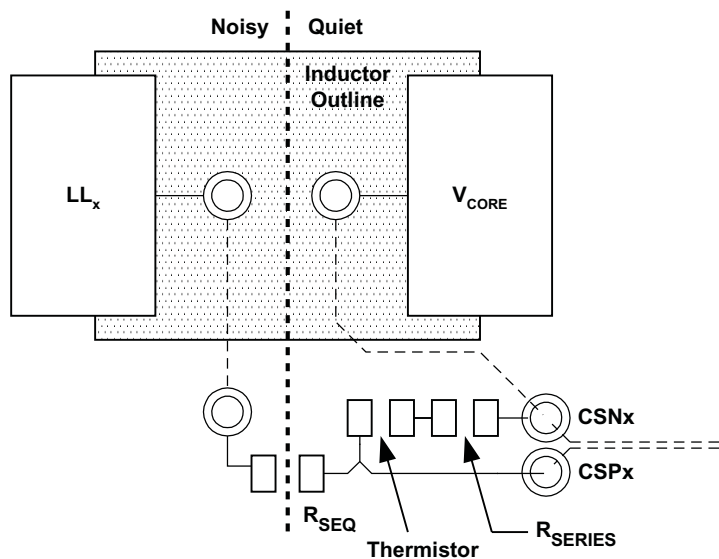 Noisy Quiet
Inductor
Outline
LLx
VCORE
CSNx
CSPx
RSEQ
RSERIES
Thermistor